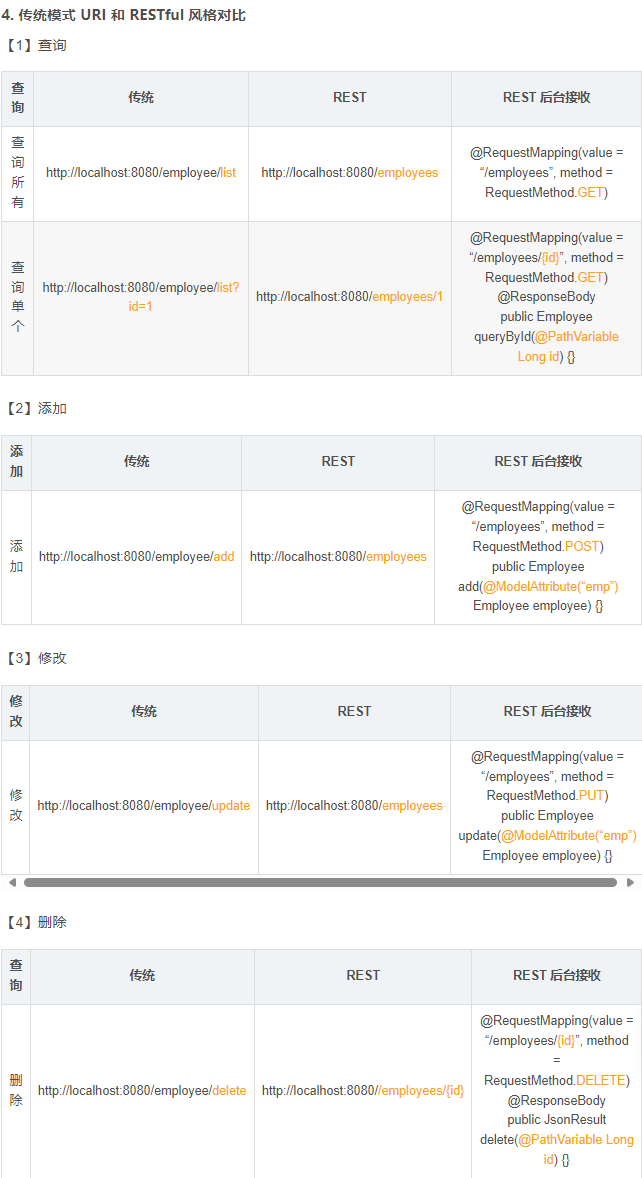 4. 传统模式 URI 和 RESTful 风格对比
【1】查询
查
询
传统
REST
REST 后台接收
查
询
所
有
http://localhost:8080/employee/list
http://localhost:8080/employees
@RequestMapping(value =
“/employees”, method =
RequestMethod.GET)
查
询
单
个
http://localhost:8080/employee/list?
id=1
http://localhost:8080/employees/1
@RequestMapping(value =
“/employees/{id}”, method =
RequestMethod.GET)
@ResponseBody
public Employee
queryById(@PathVariable
Long id) {}
【2】添加
添
加
传统
REST
REST 后台接收
添
加
http://localhost:8080/employee/add
http://localhost:8080/employees
@RequestMapping(value =
“/employees”, method =
RequestMethod.POST)
public Employee
add(@ModelAttribute(“emp”)
Employee employee) {}
【3】修改
修
改
传统
REST
REST 后台接收
修
改
http://localhost:8080/employee/update
http://localhost:8080/employees
@RequestMapping(value =
“/employees”, method =
RequestMethod.PUT)
public Employee
update(@ModelAttribute(“emp”)
Employee employee) {}
【4】删除
查
询
传统
REST
REST 后台接收
删
除
http://localhost:8080/employee/delete
http://localhost:8080//employees/{id}
@RequestMapping(value =
“/employees/{id}”, method
=
RequestMethod.DELETE)
@ResponseBody
public JsonResult
delete(@PathVariable Long
id) {}